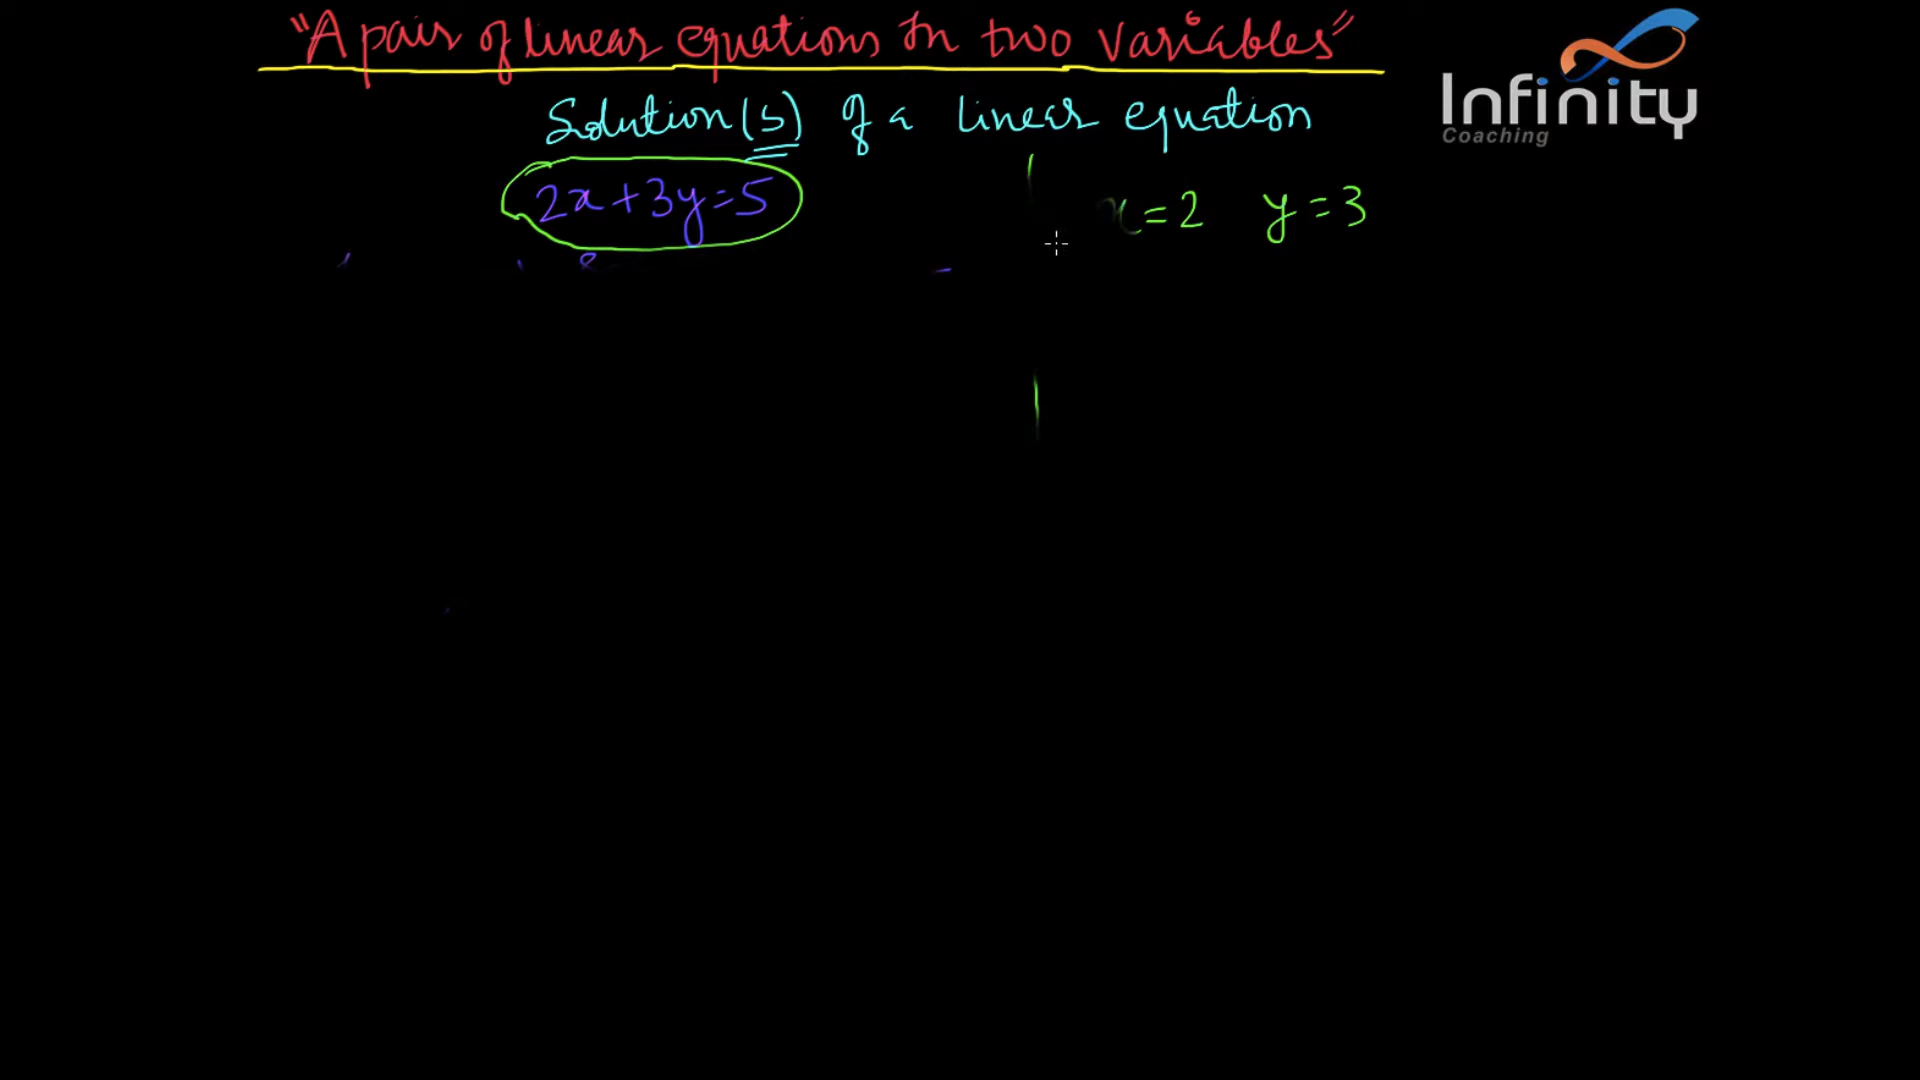 "A pair of linear equations In two variables"
Solution(s) of a linear equation
2x+3y=5
x=2 y=3
Infinity
Coaching